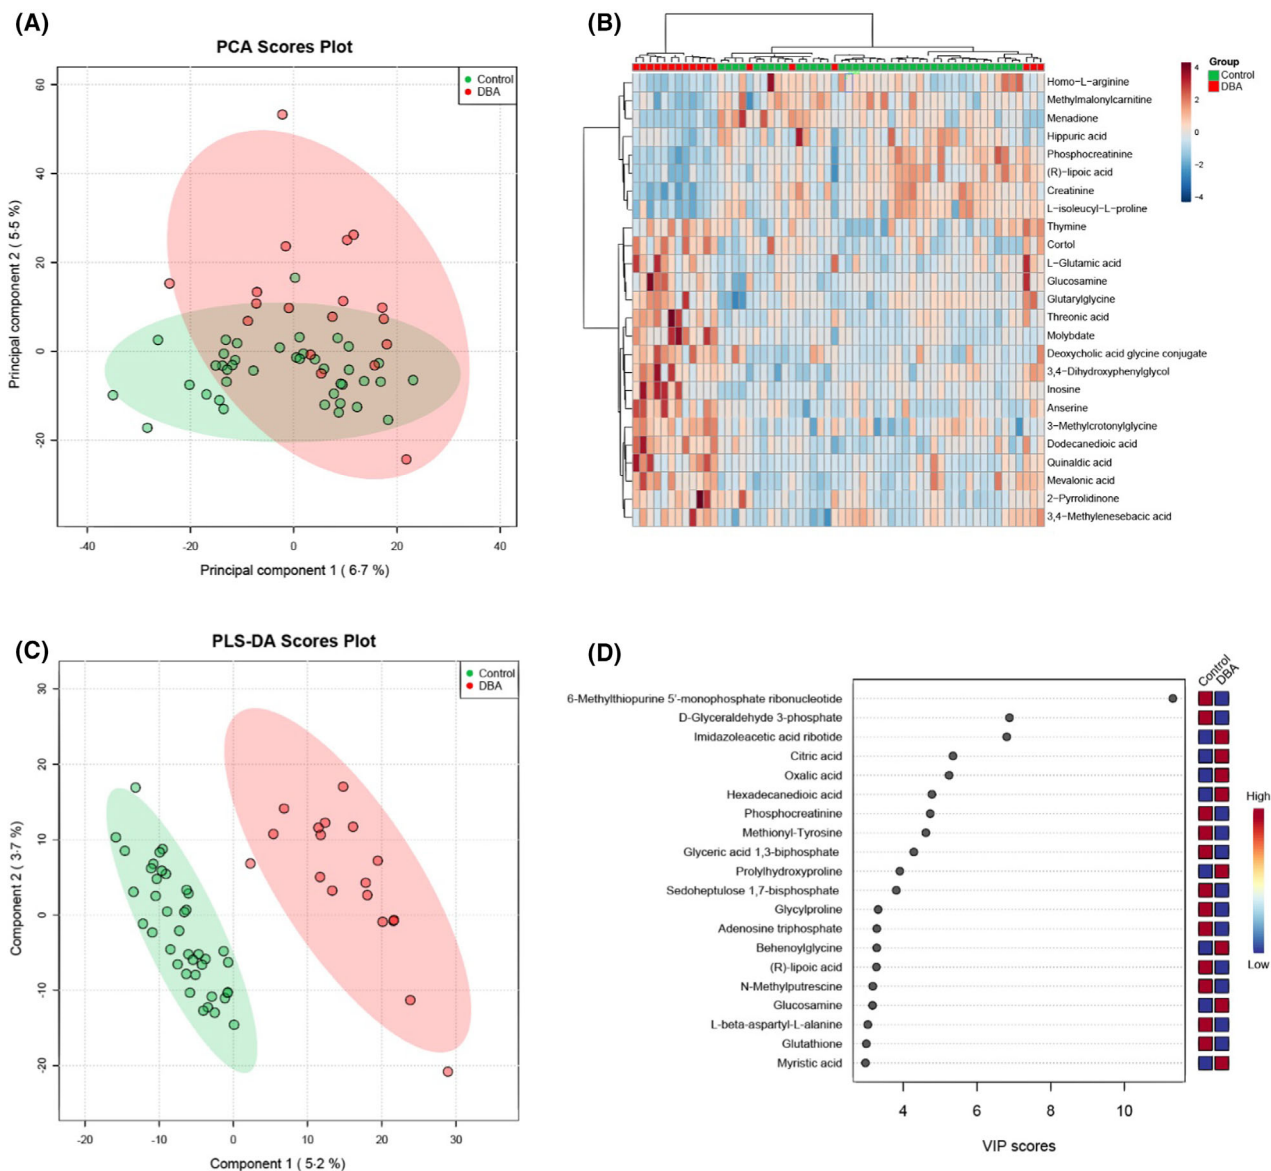 (A)
PCA Scores Plot
Control
DBA
60
40
20
0
-20
Principal component 2 ( 5·5 %)
-40
-20
0
20
40
Principal component 1 ( 6·7 %)
(B)
Homo−L−arginine
Methylmalonylcarnitine
Menadione
Hippuric acid
Phosphocreatinine
(R)−lipoic acid
Creatinine
L−isoleucyl−L−proline
Thymine
Cortol
L−Glutamic acid
Glucosamine
Glutarylglycine
Threonic acid
Molybdate
Deoxycholic acid glycine conjugate
3,4−Dihydroxyphenylglycol
Inosine
Anserine
3−Methylcrotonylglycine
Dodecanedioic acid
Quinaldic acid
Mevalonic acid
2−Pyrrolidinone
3,4−Methylenesebacic acid
4
2
0
−2
−4
Group
Control
DBA
(C)
PLS-DA Scores Plot
Control
DBA
30
20
10
0
-10
-20
Component 2 ( 3·7 %)
-20
-10
0
10
20
30
Component 1 ( 5·2 %)
(D)
Control
DBA
6-Methylthiopurine 5'-monophosphate ribonucleotide
D-Glyceraldehyde 3-phosphate
Imidazoleacetic acid ribotide
Citric acid
Oxalic acid
Hexadecanedioic acid
Phosphocreatinine
Methionyl-Tyrosine
Glyceric acid 1,3-biphosphate
Prolylhydroxyproline
Sedoheptulose 1,7-bisphosphate
Glycylproline
Adenosine triphosphate
Behenoylglycine
(R)-lipoic acid
N-Methylputrescine
Glucosamine
L-beta-aspartyl-L-alanine
Glutathione
Myristic acid
High
Low
4
6
8
10
VIP scores